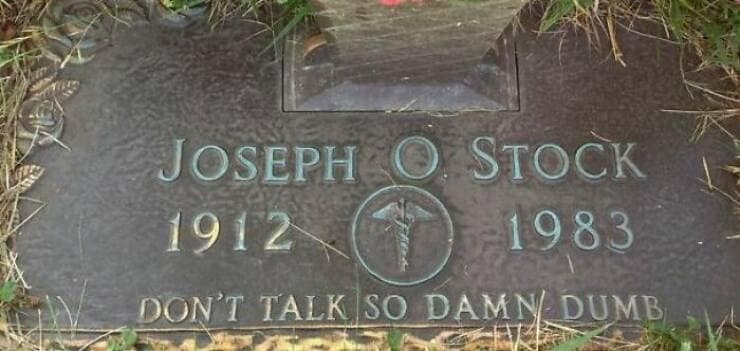 JOSEPH O. STOCK
1912 1983
DON'T TALK SO DAMN DUMB